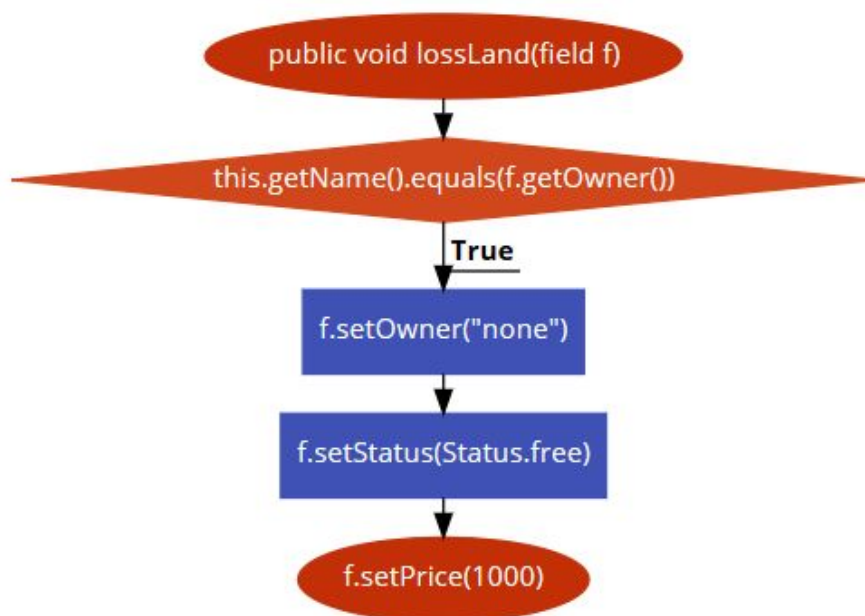 public void lossLand(field f)
this.getName().equals(f.getOwner())
True
f.setOwner("none")
f.setStatus(Status.free)
f.setPrice(1000)